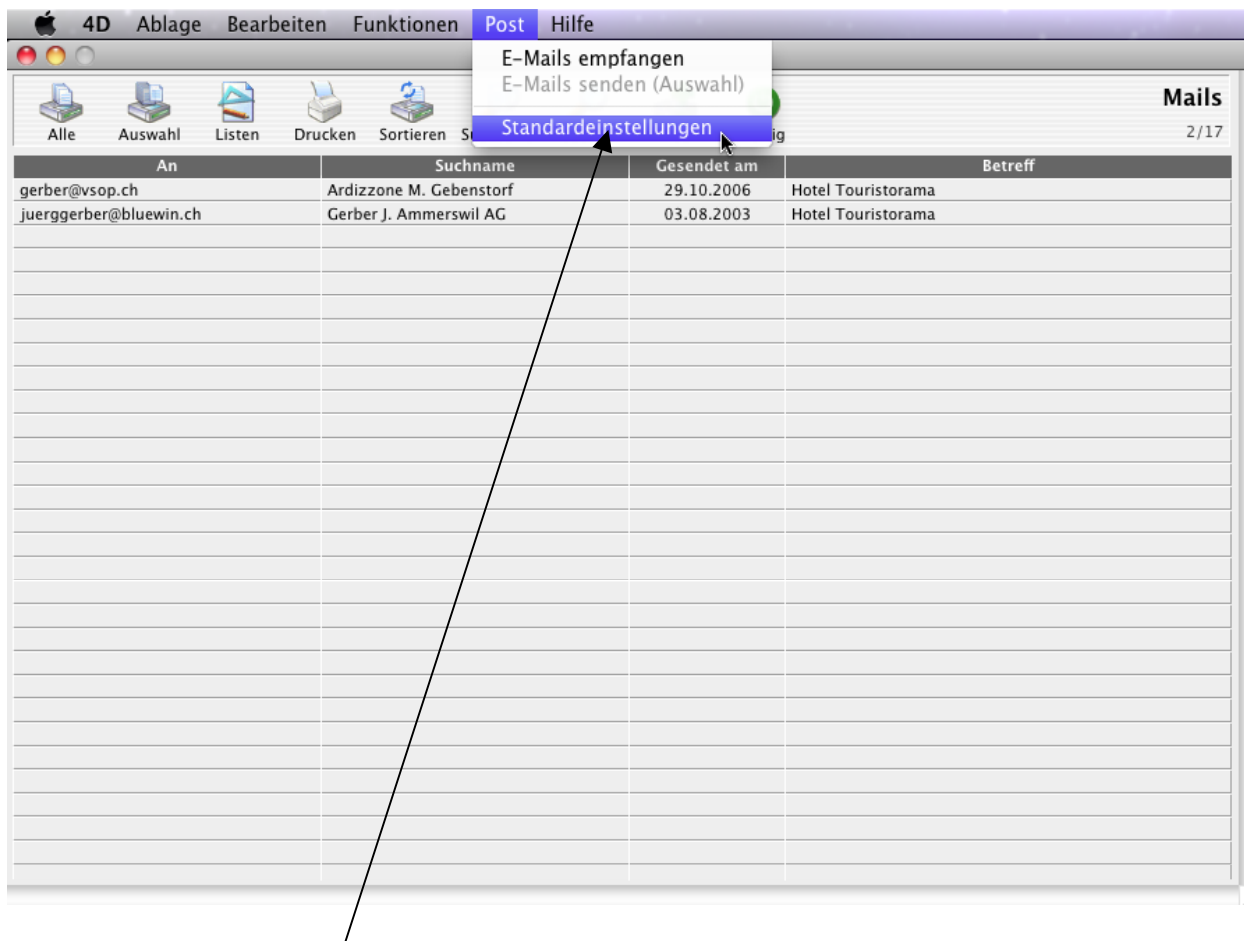 4D Ablage Bearbeiten Funktionen Post Hilfe
E-Mails empfangen
E-Mails senden (Auswahl)
Standardeinstellungen
Alle Auswahl Listen Drucken Sortieren
Mails
2/17
An Suchname Gesendet am Betreff
gerber@vsop.ch Ardizzone M. Gebenstorf 29.10.2006 Hotel Touristorama
juerggerber@bluewin.ch Gerber J. Ammerswil AG 03.08.2003 Hotel Touristorama